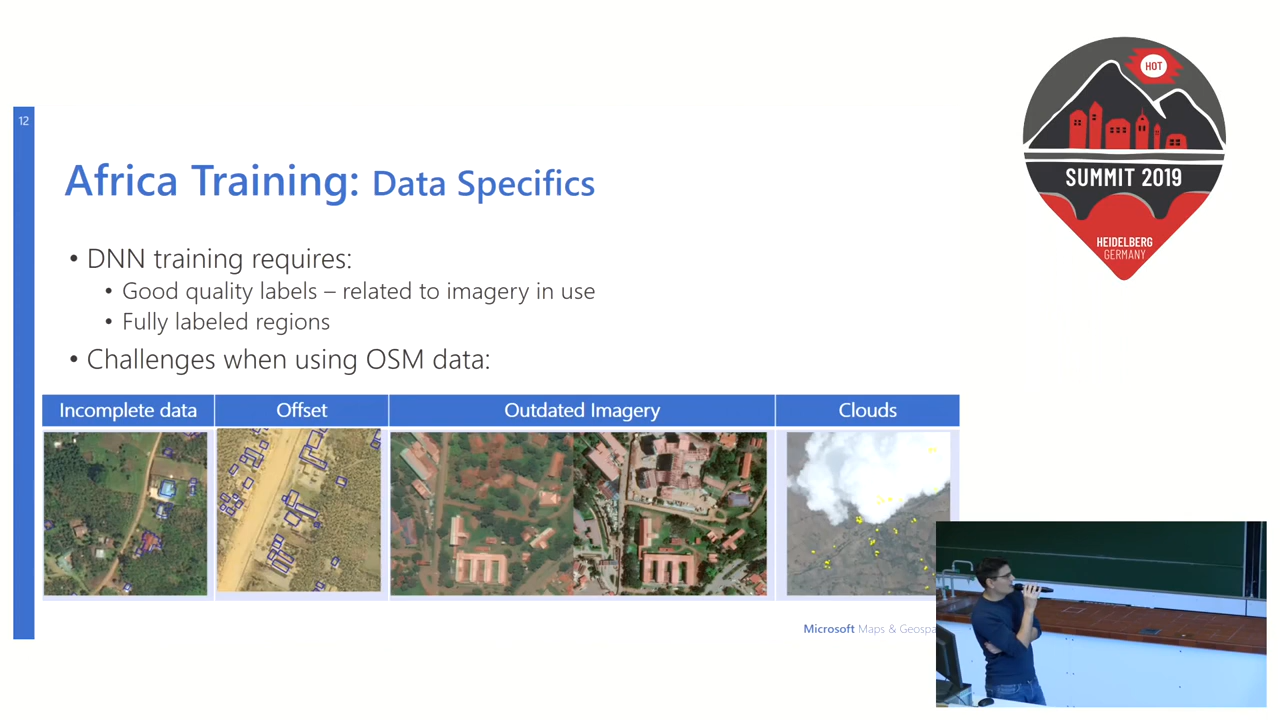 12
Africa Training: Data Specifics
• DNN training requires:
• Good quality labels – related to imagery in use
• Fully labeled regions
• Challenges when using OSM data:
Incomplete data
Offset
Outdated Imagery
Clouds
Microsoft Maps &
HOT
SUMMIT 2019
HEIDELBERG
GERMANY